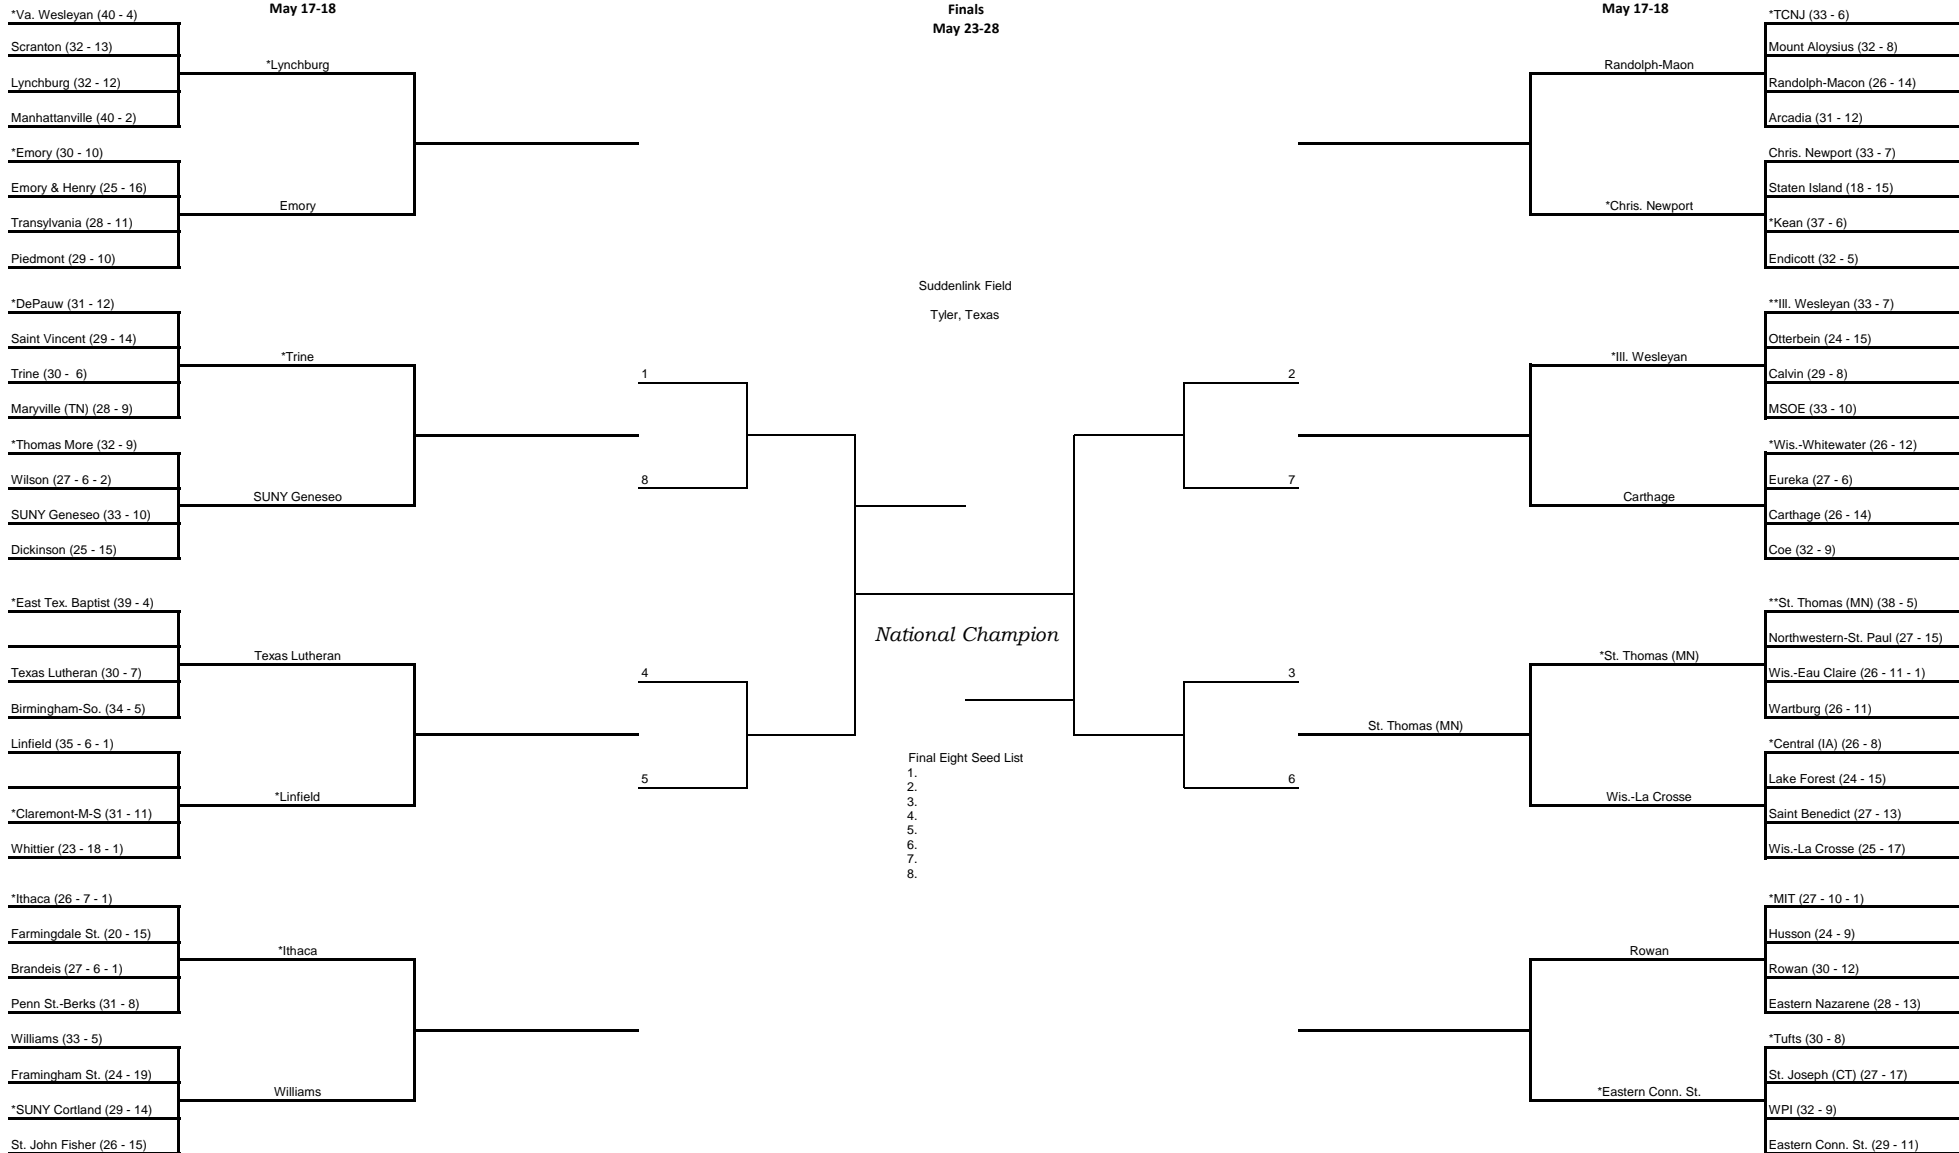 *Va. Wesleyan (40 - 4)
Scranton (32 - 13)
Lynchburg (32 - 12)
Manhattanville (40 - 2)
*Emory (30 - 10)
Emory & Henry (25 - 16)
Transylvania (28 - 11)
Piedmont (29 - 10)
*DePauw (31 - 12)
Saint Vincent (29 - 14)
Trine (30 - 6)
Maryville (TN) (28 - 9)
*Thomas More (32 - 9)
Wilson (27 - 6 - 2)
SUNY Geneseo (33 - 10)
Dickinson (25 - 15)
*East Tex. Baptist (39 - 4)
Texas Lutheran (30 - 7)
Birmingham-So. (34 - 5)
Linfield (35 - 6 - 1)
*Claremont-M-S (31 - 11)
Whittier (23 - 18 - 1)
*Ithaca (26 - 7 - 1)
Farmingdale St. (20 - 15)
Brandeis (27 - 6 - 1)
Penn St.-Berks (31 - 8)
Williams (33 - 5)
Framingham St. (24 - 19)
*SUNY Cortland (29 - 14)
St. John Fisher (26 - 15)
May 17-18
*Lynchburg
Emory
*Trine
SUNY Geneseo
Texas Lutheran
*Linfield
*Ithaca
Williams
1
8
4
5
Finals
May 23-28
Suddenlink Field
Tyler, Texas
National Champion
Final Eight Seed List
1.
2.
3.
4.
5.
6.
7.
8.
2
7
3
6
St. Thomas (MN)
May 17-18
Randolph-Maon
*Chris. Newport
*Ill. Wesleyan
Carthage
*St. Thomas (MN)
Wis.-La Crosse
Rowan
*Eastern Conn. St.
*TCNJ (33 - 6)
Mount Aloysius (32 - 8)
Randolph-Macon (26 - 14)
Arcadia (31 - 12)
Chris. Newport (33 - 7)
Staten Island (18 - 15)
*Kean (37 - 6)
Endicott (32 - 5)
**Ill. Wesleyan (33 - 7)
Otterbein (24 - 15)
Calvin (29 - 8)
MSOE (33 - 10)
*Wis.-Whitewater (26 - 12)
Eureka (27 - 6)
Carthage (26 - 14)
Coe (32 - 9)
**St. Thomas (MN) (38 - 5)
Northwestern-St. Paul (27 - 15)
Wis.-Eau Claire (26 - 11 - 1)
Wartburg (26 - 11)
*Central (IA) (26 - 8)
Lake Forest (24 - 15)
Saint Benedict (27 - 13)
Wis.-La Crosse (25 - 17)
*MIT (27 - 10 - 1)
Husson (24 - 9)
Rowan (30 - 12)
Eastern Nazarene (28 - 13)
*Tufts (30 - 8)
St. Joseph (CT) (27 - 17)
WPI (32 - 9)
Eastern Conn. St. (29 - 11)